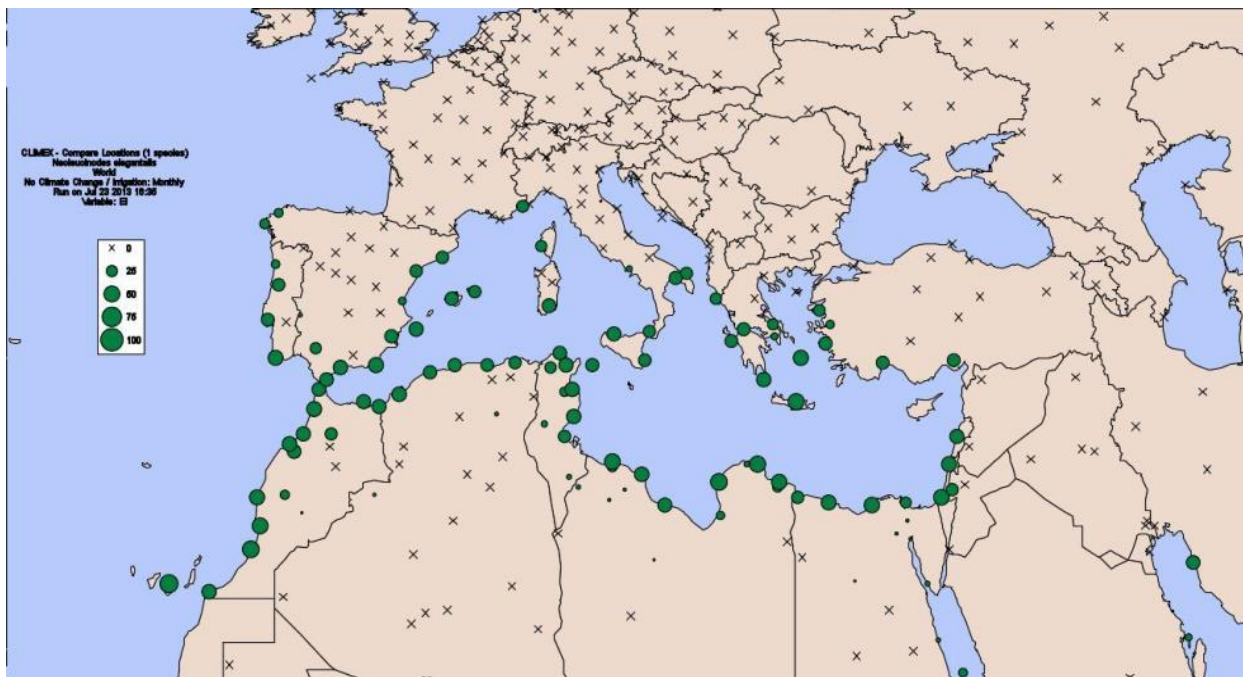 CLIMEX - Compare Locations (1 species)
Neoleucinodes elegantalis
World
No Climate Change / Irrigation: Monthly
Run on Jul 23 2013 16:36
Variable: EI
0
25
50
75
100